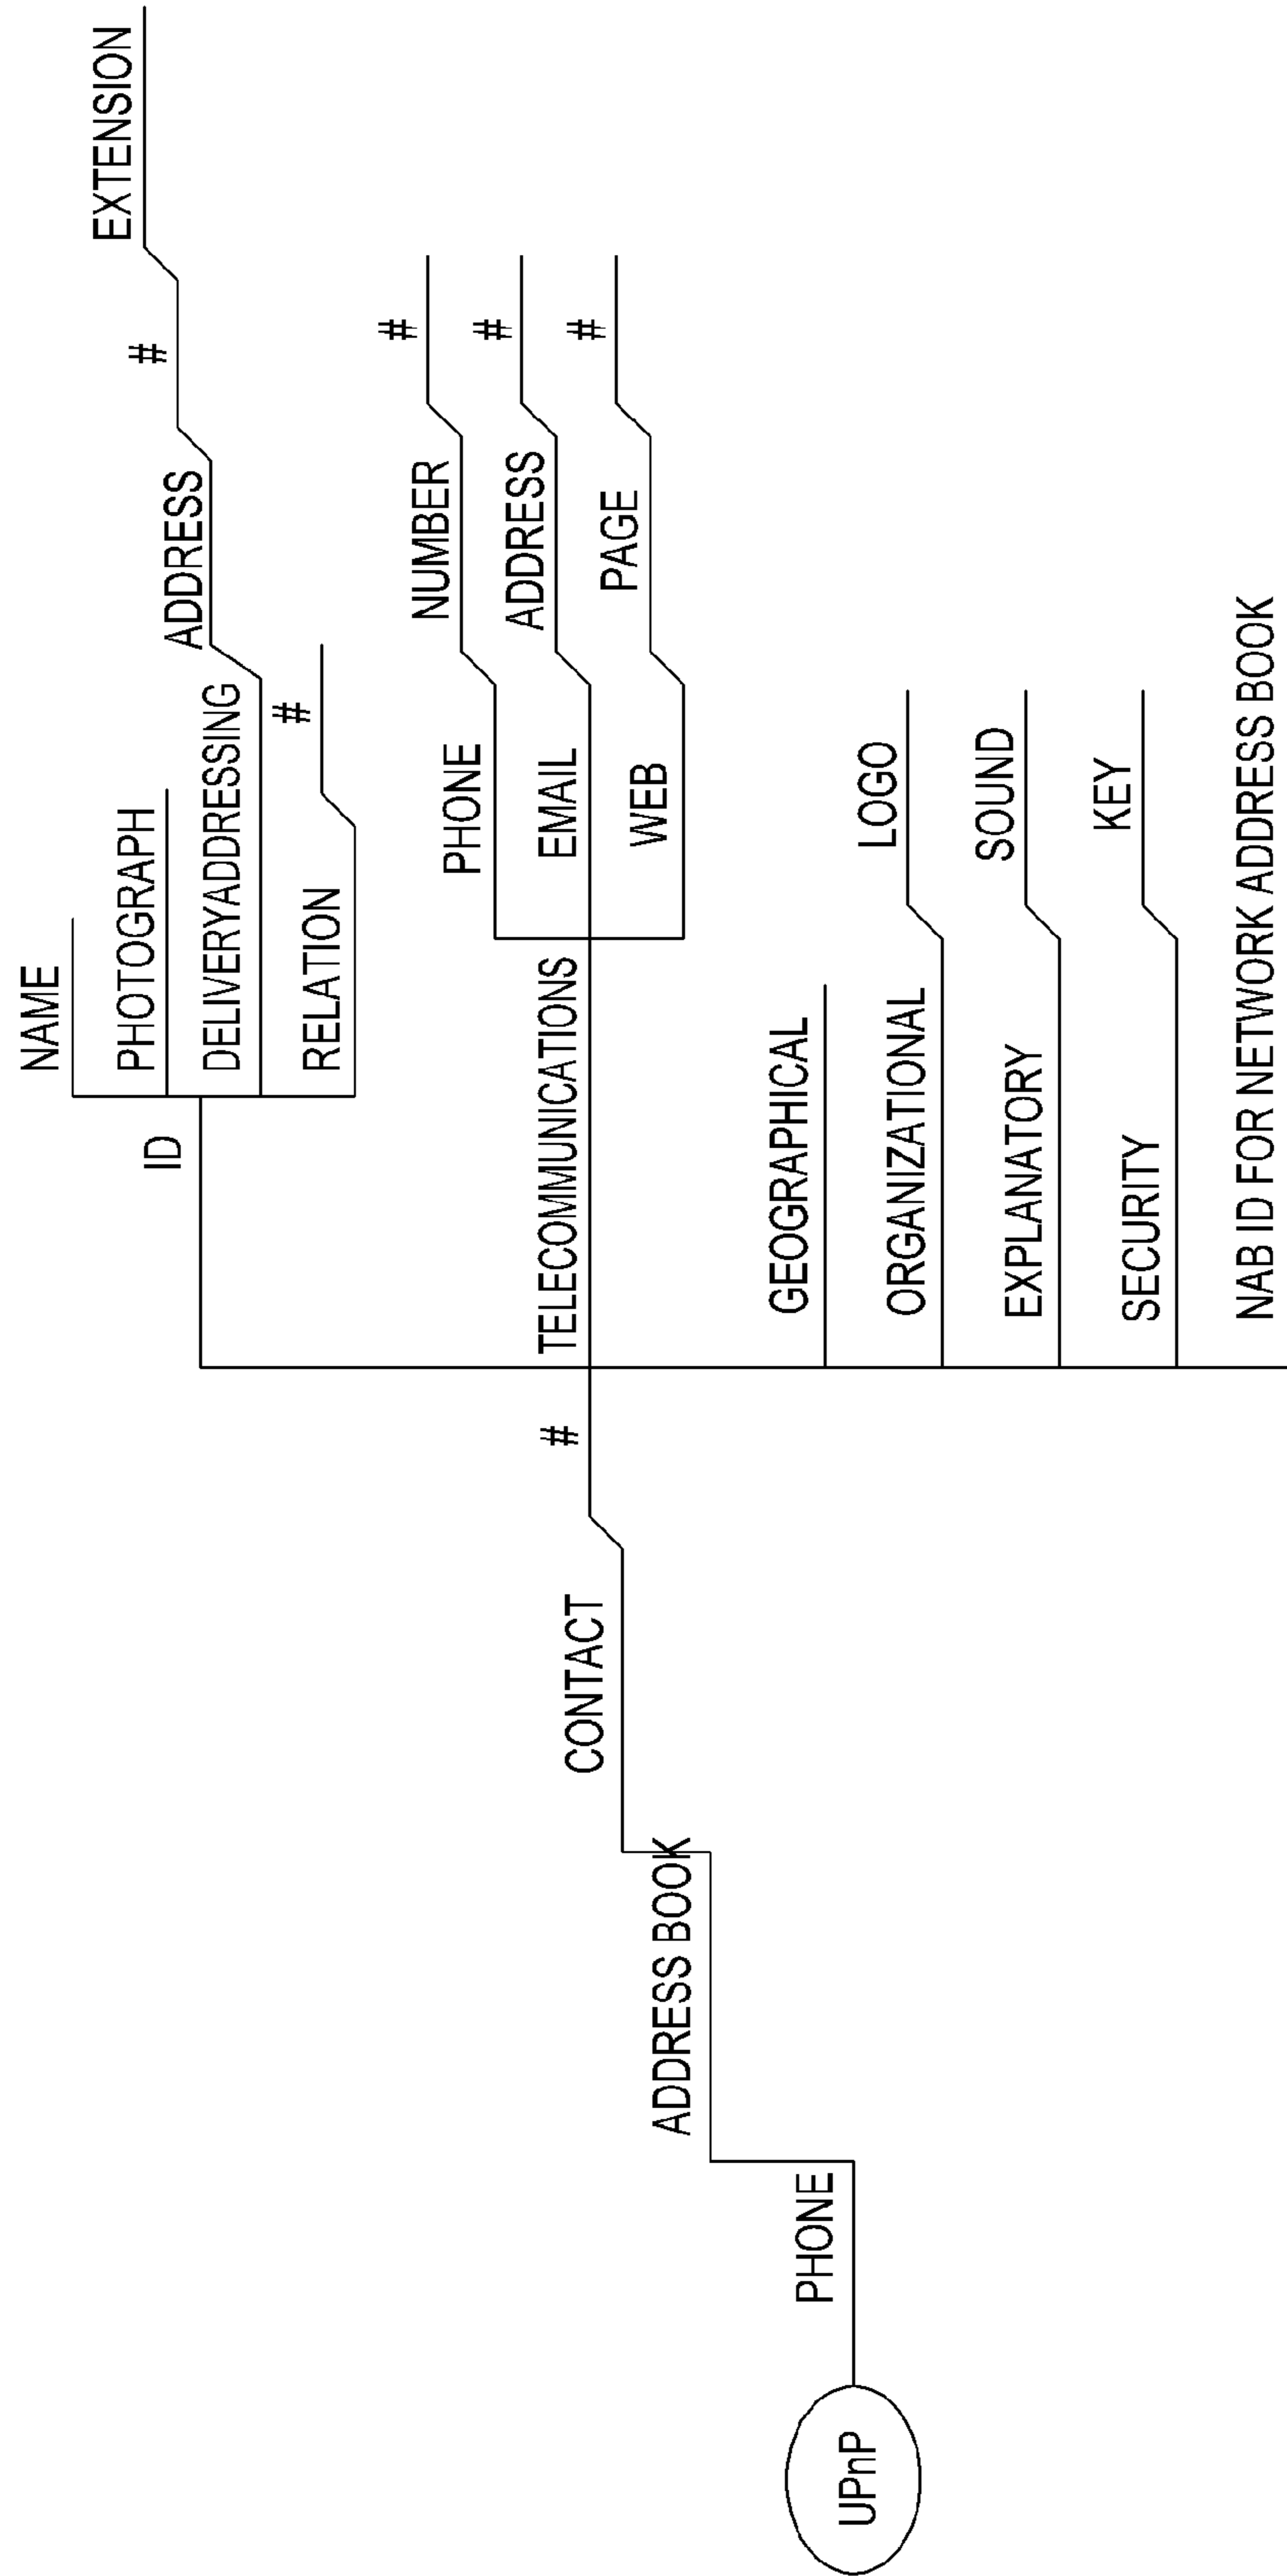 UPnP
PHONE
ADDRESS BOOK
CONTACT
#
ID
NAME
PHOTOGRAPH
DELIVERYADDRESSING
ADDRESS
#
EXTENSION
RELATION
#
TELECOMMUNICATIONS
PHONE
NUMBER
#
EMAIL
ADDRESS
#
WEB
PAGE
#
GEOGRAPHICAL
ORGANIZATIONAL
LOGO
EXPLANATORY
SOUND
SECURITY
KEY
NAB ID FOR NETWORK ADDRESS BOOK